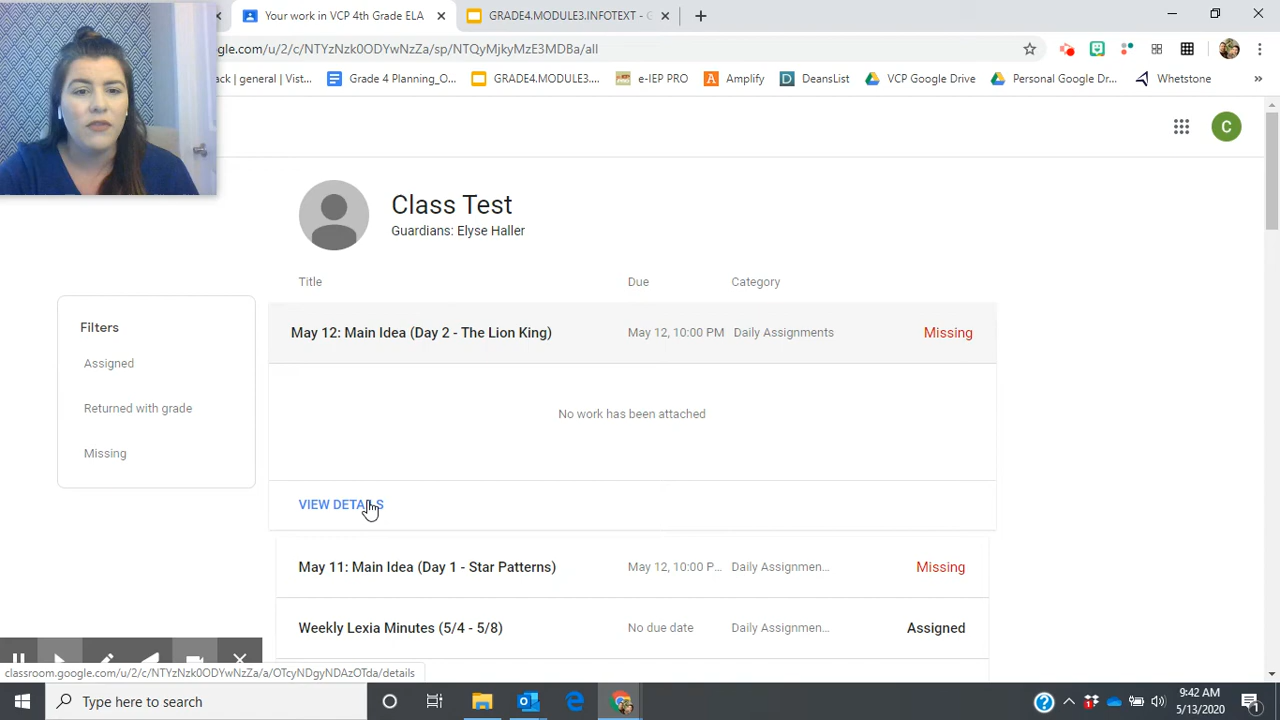 Your work in VCP 4th Grade ELA
GRADE4.MODULE3.INFOTEXT - G
gle.com/u/2/c/NTYzNzk0ODYwNzZa/sp/NTQyMjkyMzE3MDBa/all
ack | general | Vist...
Grade 4 Planning_O...
GRADE4.MODULE3....
e-IEP PRO
Amplify
DeansList
VCP Google Drive
Personal Google Dr...
Whetstone
»
C
Class Test
Guardians: Elyse Haller
Title Due Category
Filters
Assigned
Returned with grade
Missing
May 12: Main Idea (Day 2 - The Lion King) May 12, 10:00 PM Daily Assignments Missing
No work has been attached
VIEW DETAILS
May 11: Main Idea (Day 1 - Star Patterns) May 12, 10:00 P... Daily Assignmen... Missing
Weekly Lexia Minutes (5/4 - 5/8) No due date Daily Assignmen... Assigned
classroom.google.com/u/2/c/NTYzNzk0ODYwNzZa/a/OTcyNDgyNDAzOTda/details
Type here to search
9:42 AM
5/13/2020